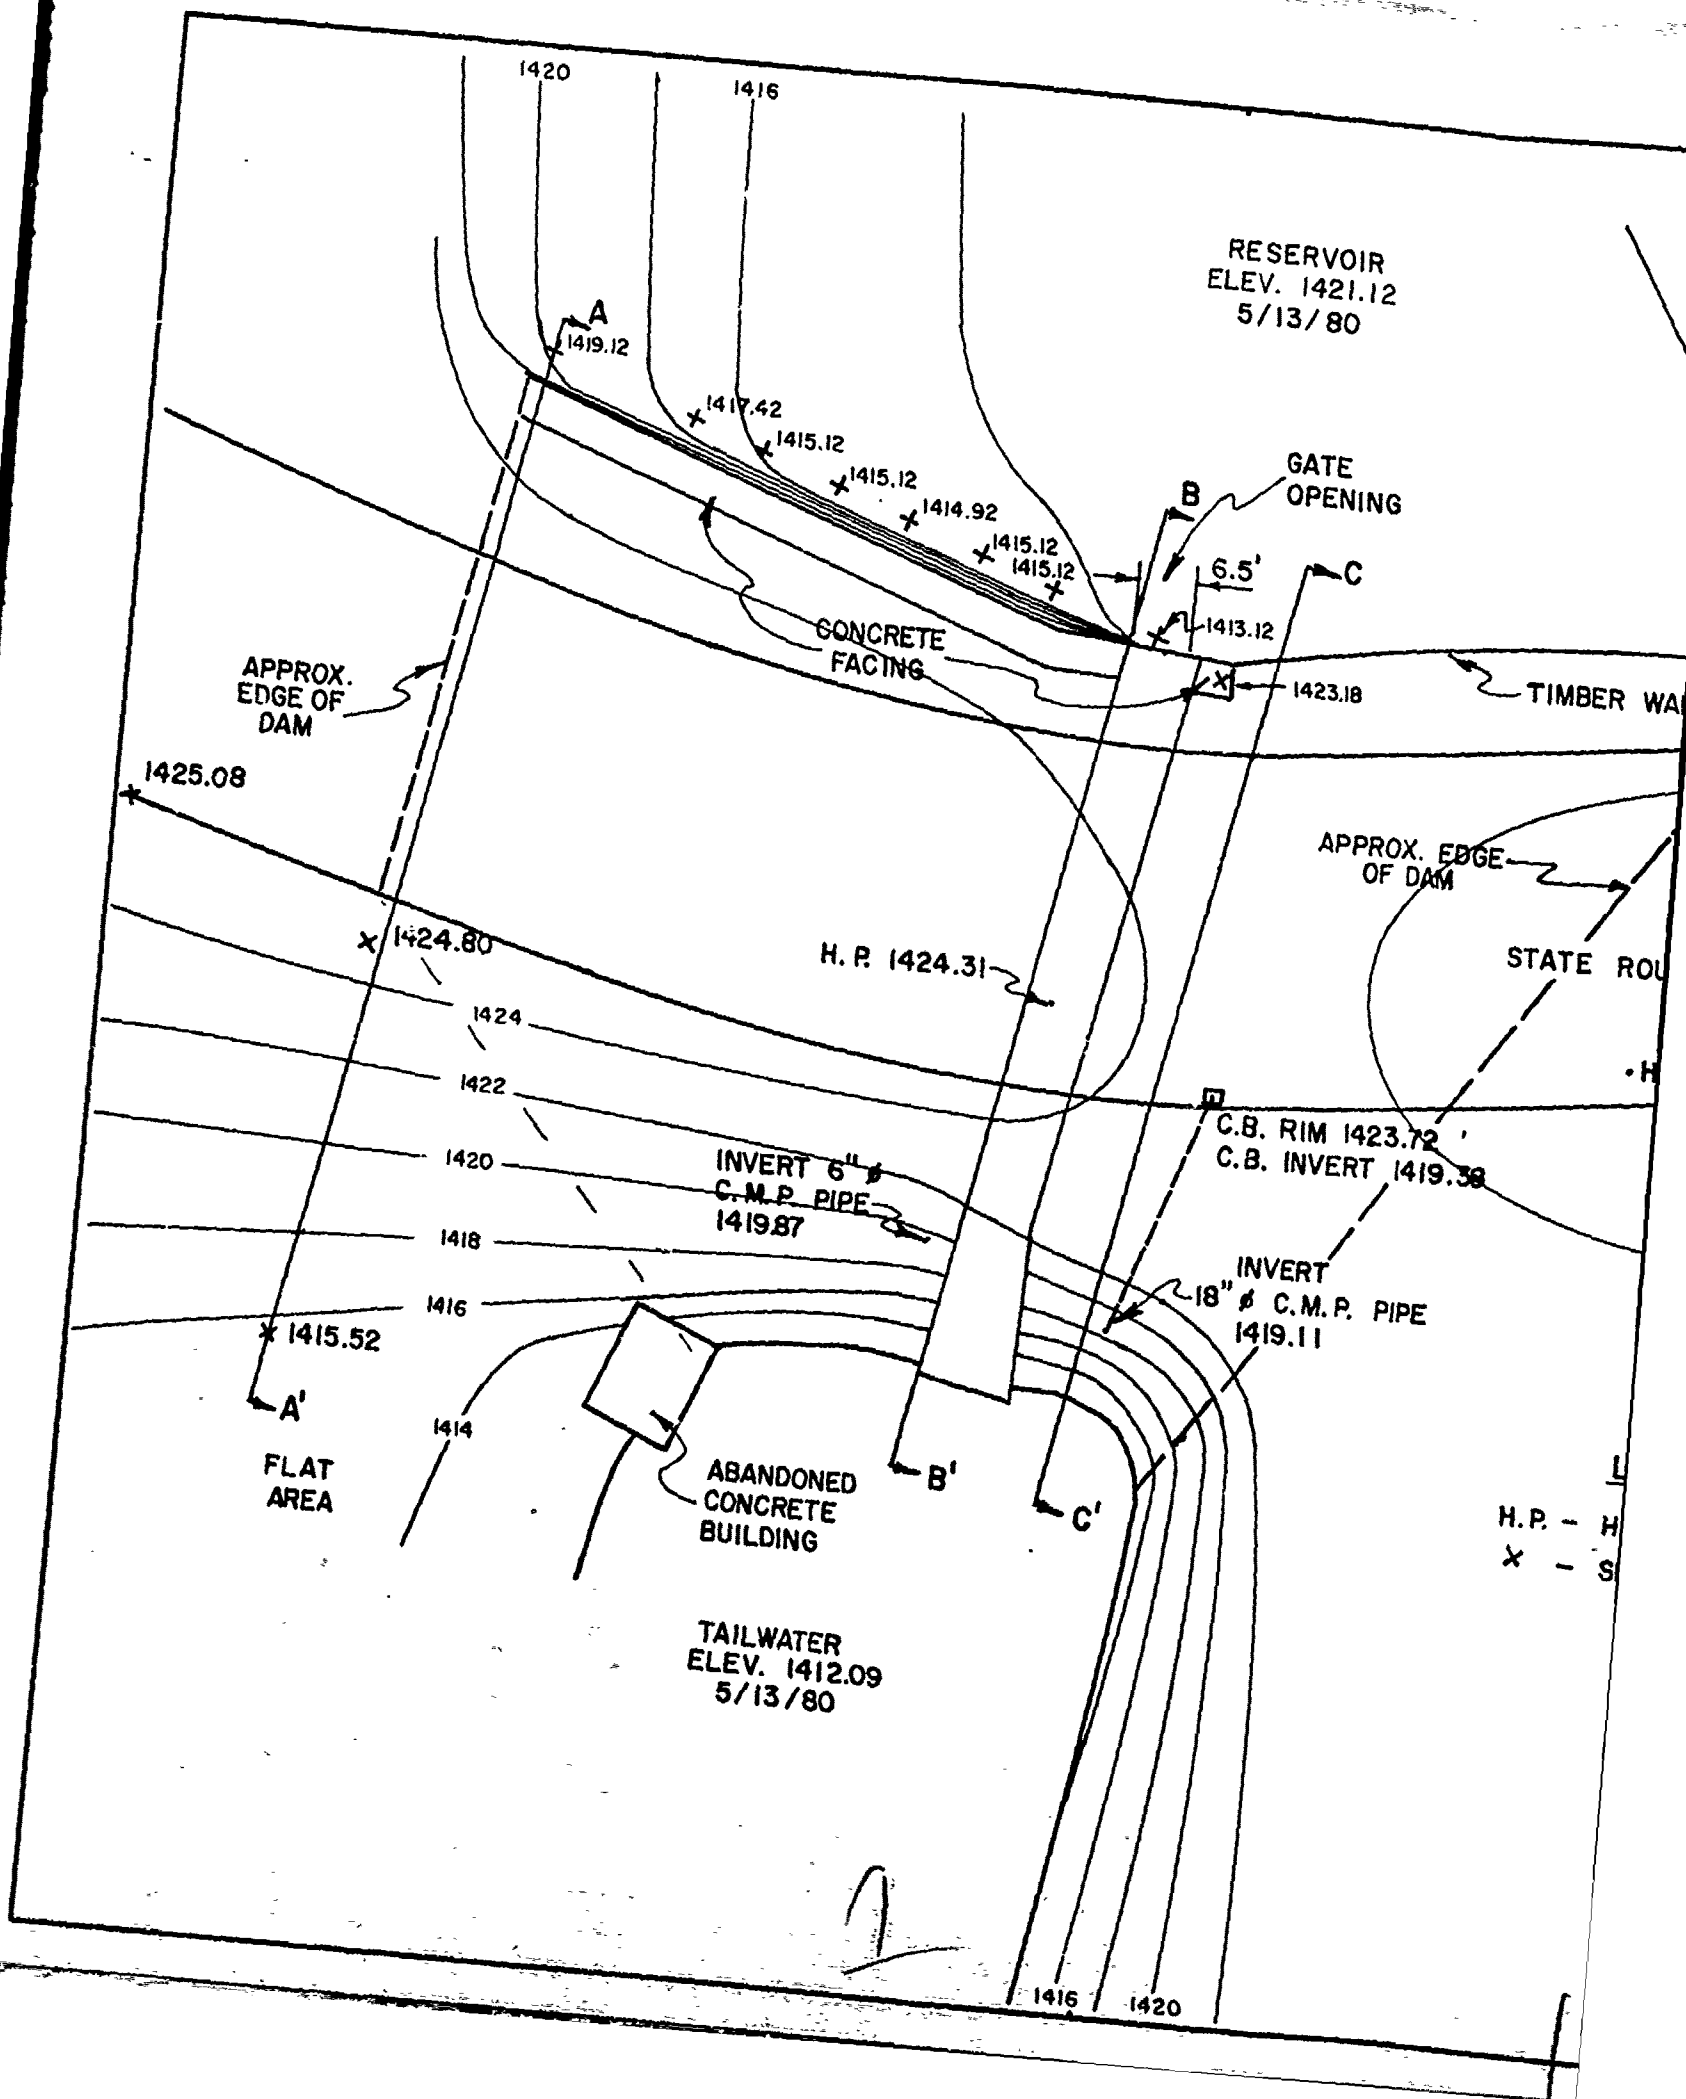 1420
1416
RESERVOIR
ELEV. 1421.12
5/13/80
A
1419.12
1417.42
1415.12
1415.12
1414.92
1415.12
1415.12
GATE
OPENING
B
6.5'
C
1413.12
1423.18
CONCRETE
FACING
TIMBER WA
APPROX.
EDGE OF
DAM
1425.08
APPROX. EDGE
OF DAM
1424.80
H.P. 1424.31
STATE ROU
1424
1422
• H
C.B. RIM 1423.72
C.B. INVERT 1419.38
1420
INVERT 6" ø
C.M.P. PIPE
1419.87
1418
INVERT
18" ø C.M.P. PIPE
1419.11
1416
1415.52
A'
1414
FLAT
AREA
B'
C'
ABANDONED
CONCRETE
BUILDING
L
H.P. - H
x - S
TAILWATER
ELEV. 1412.09
5/13/80
1416
1420